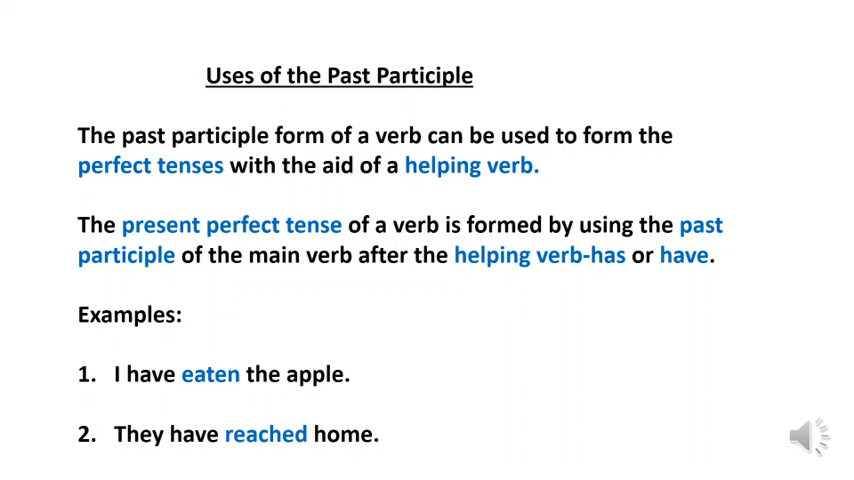 Uses of the Past Participle
The past participle form of a verb can be used to form the
perfect tenses with the aid of a helping verb.
The present perfect tense of a verb is formed by using the past
participle of the main verb after the helping verb-has or have.
Examples:
1. I have eaten the apple.
2. They have reached home.